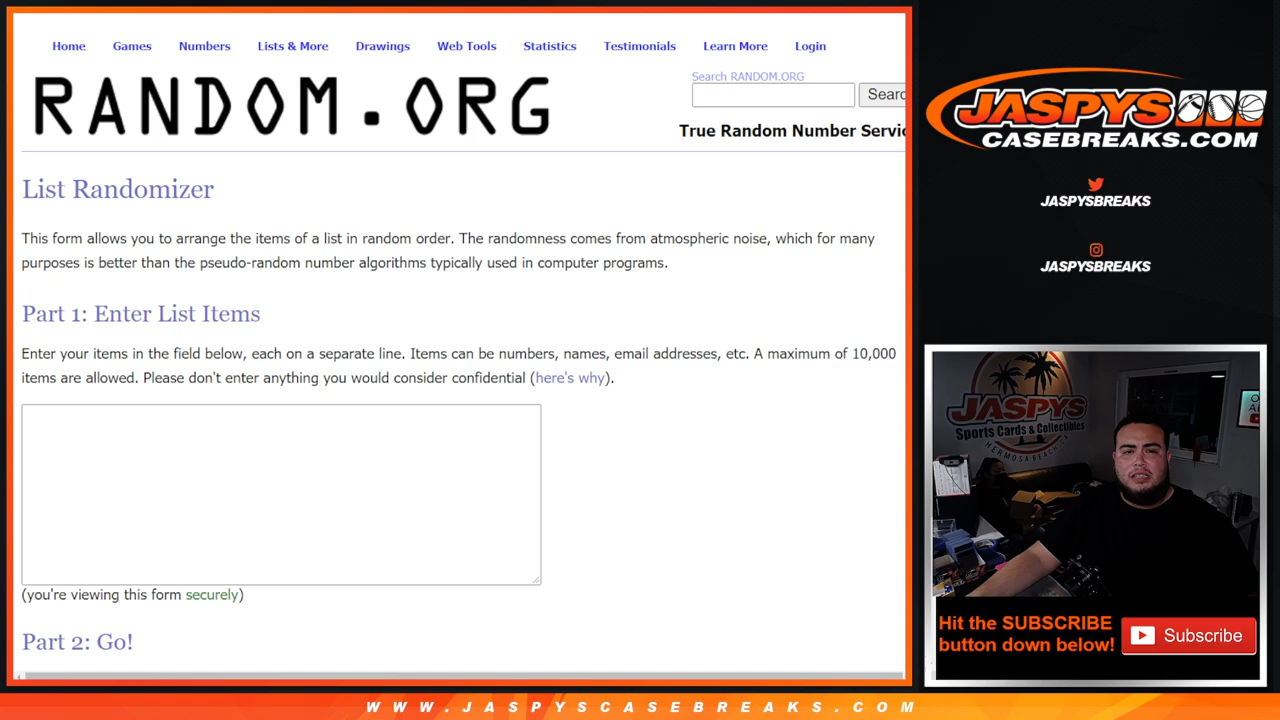 Home Games Numbers Lists & More Drawings Web Tools Statistics Testimonials Learn More Login
RANDOM.ORG
Search RANDOM.ORG
Searc
True Random Number Servic
List Randomizer
This form allows you to arrange the items of a list in random order. The randomness comes from atmospheric noise, which for many
purposes is better than the pseudo-random number algorithms typically used in computer programs.
Part 1: Enter List Items
Enter your items in the field below, each on a separate line. Items can be numbers, names, email addresses, etc. A maximum of 10,000
items are allowed. Please don't enter anything you would consider confidential (here's why).
(you're viewing this form securely)
Part 2: Go!
JASPYS
CASEBREAKS.COM
JASPYSBREAKS
JASPYSBREAKS
JASPYS
Sports Cards & Collectibles
HERMOSA BEACH, CA
Hit the SUBSCRIBE
button down below!
Subscribe
WWW.JASPYSCASEBREAKS.COM